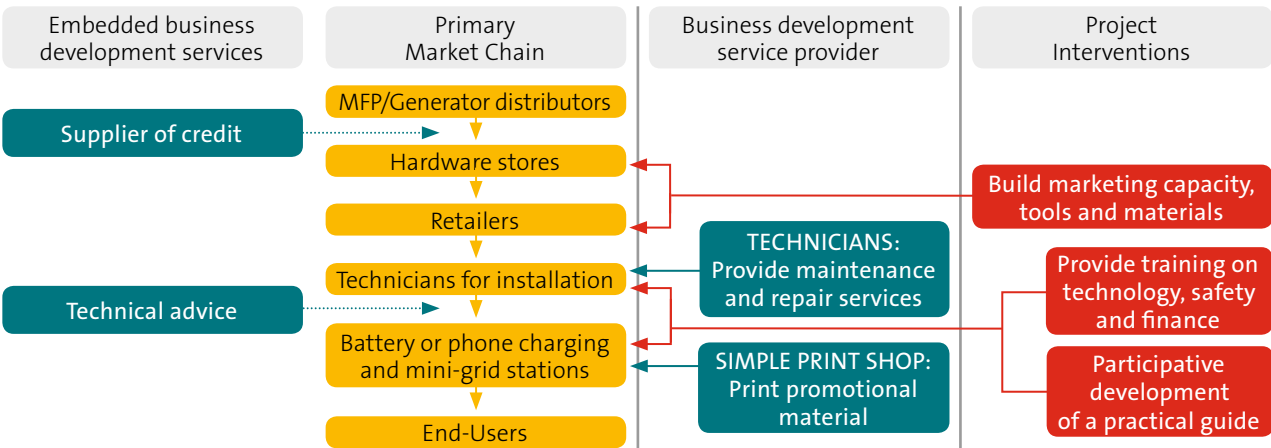 Embedded business
development services
Primary
Market Chain
Business development
service provider
Project
Interventions
MFP/Generator distributors
Supplier of credit
Hardware stores
Build marketing capacity,
tools and materials
Retailers
TECHNICIANS:
Provide maintenance
and repair services
Technicians for installation
Provide training on
technology, safety
and finance
Technical advice
Battery or phone charging
and mini-grid stations
SIMPLE PRINT SHOP:
Print promotional
material
Participative
development
of a practical guide
End-Users